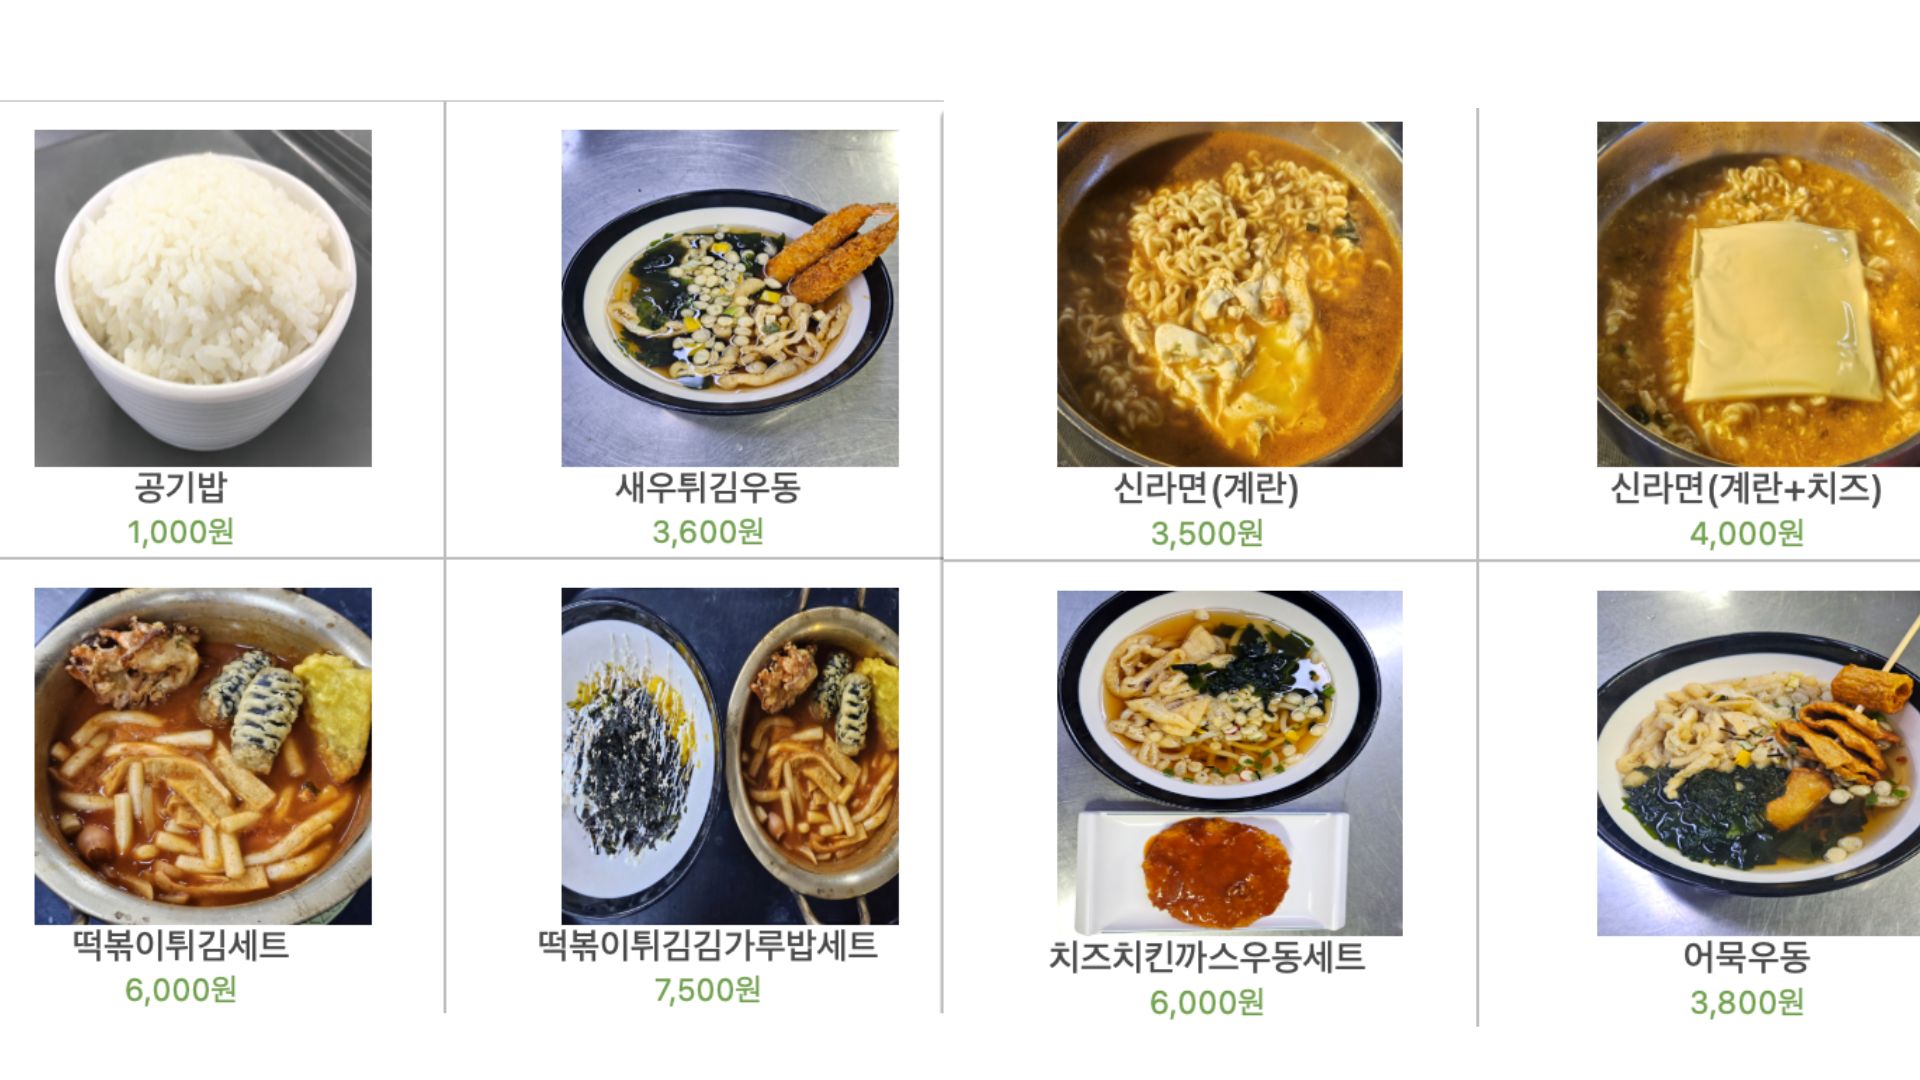 공기밥
1,000원
새우튀김우동
3,600원
신라면(계란)
3,500원
신라면(계란+치즈)
4,000원
떡볶이튀김세트
6,000원
떡볶이튀김김가루밥세트
7,500원
치즈치킨까스우동세트
6,000원
어묵우동
3,800원